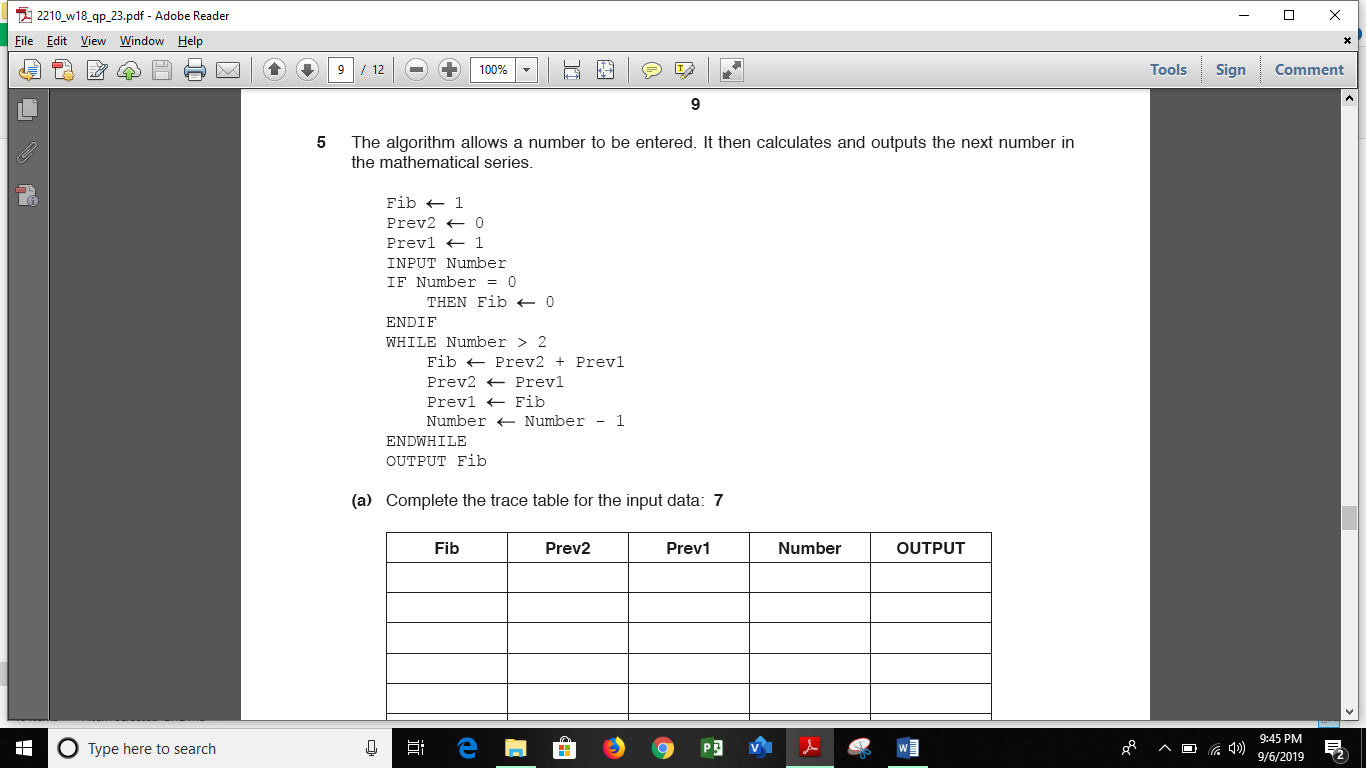 2210_w18_qp_23.pdf - Adobe Reader
File Edit View Window Help
9 / 12 100% Tools Sign Comment
9
5 The algorithm allows a number to be entered. It then calculates and outputs the next number in
the mathematical series.
Fib ← 1
Prev2 ← 0
Prev1 ← 1
INPUT Number
IF Number = 0
THEN Fib ← 0
ENDIF
WHILE Number > 2
Fib ← Prev2 + Prev1
Prev2 ← Prev1
Prev1 ← Fib
Number ← Number - 1
ENDWHILE
OUTPUT Fib
(a) Complete the trace table for the input data: 7
Fib Prev2 Prev1 Number OUTPUT
Type here to search
9:45 PM
9/6/2019
2